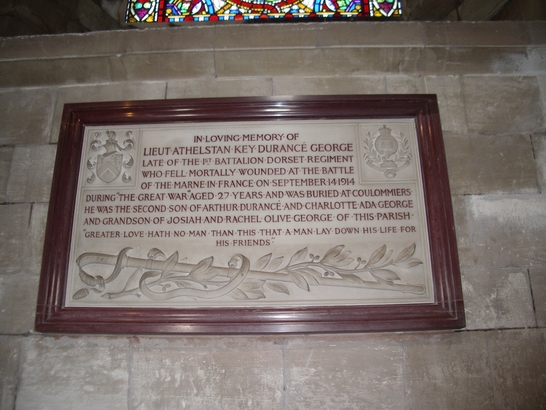 IN·LOVING·MEMORY·OF
LIEUT·ATHELSTAN·KEY·DURANCÉ GEORGE
LATE OF THE 1ST BATTALION DORSET REGIMENT
WHO FELL MORTALLY WOUNDED AT THE BATTLE
OF THE MARNE IN FRANCE ON SEPTEMBER 14 1914
DURING "THE GREAT WAR" AGED 27 YEARS AND WAS BURIED AT COULOMMIERS
HE WAS THE SECOND SON OF ARTHUR DURANCÉ AND CHARLOTTE ADA GEORGE
AND GRANDSON OF JOSIAH AND RACHEL OLIVE GEORGE OF THIS PARISH
"GREATER·LOVE·HATH·NO·MAN·THAN·THIS·THAT·A·MAN·LAY·DOWN·HIS·LIFE FOR
HIS·FRIENDS"